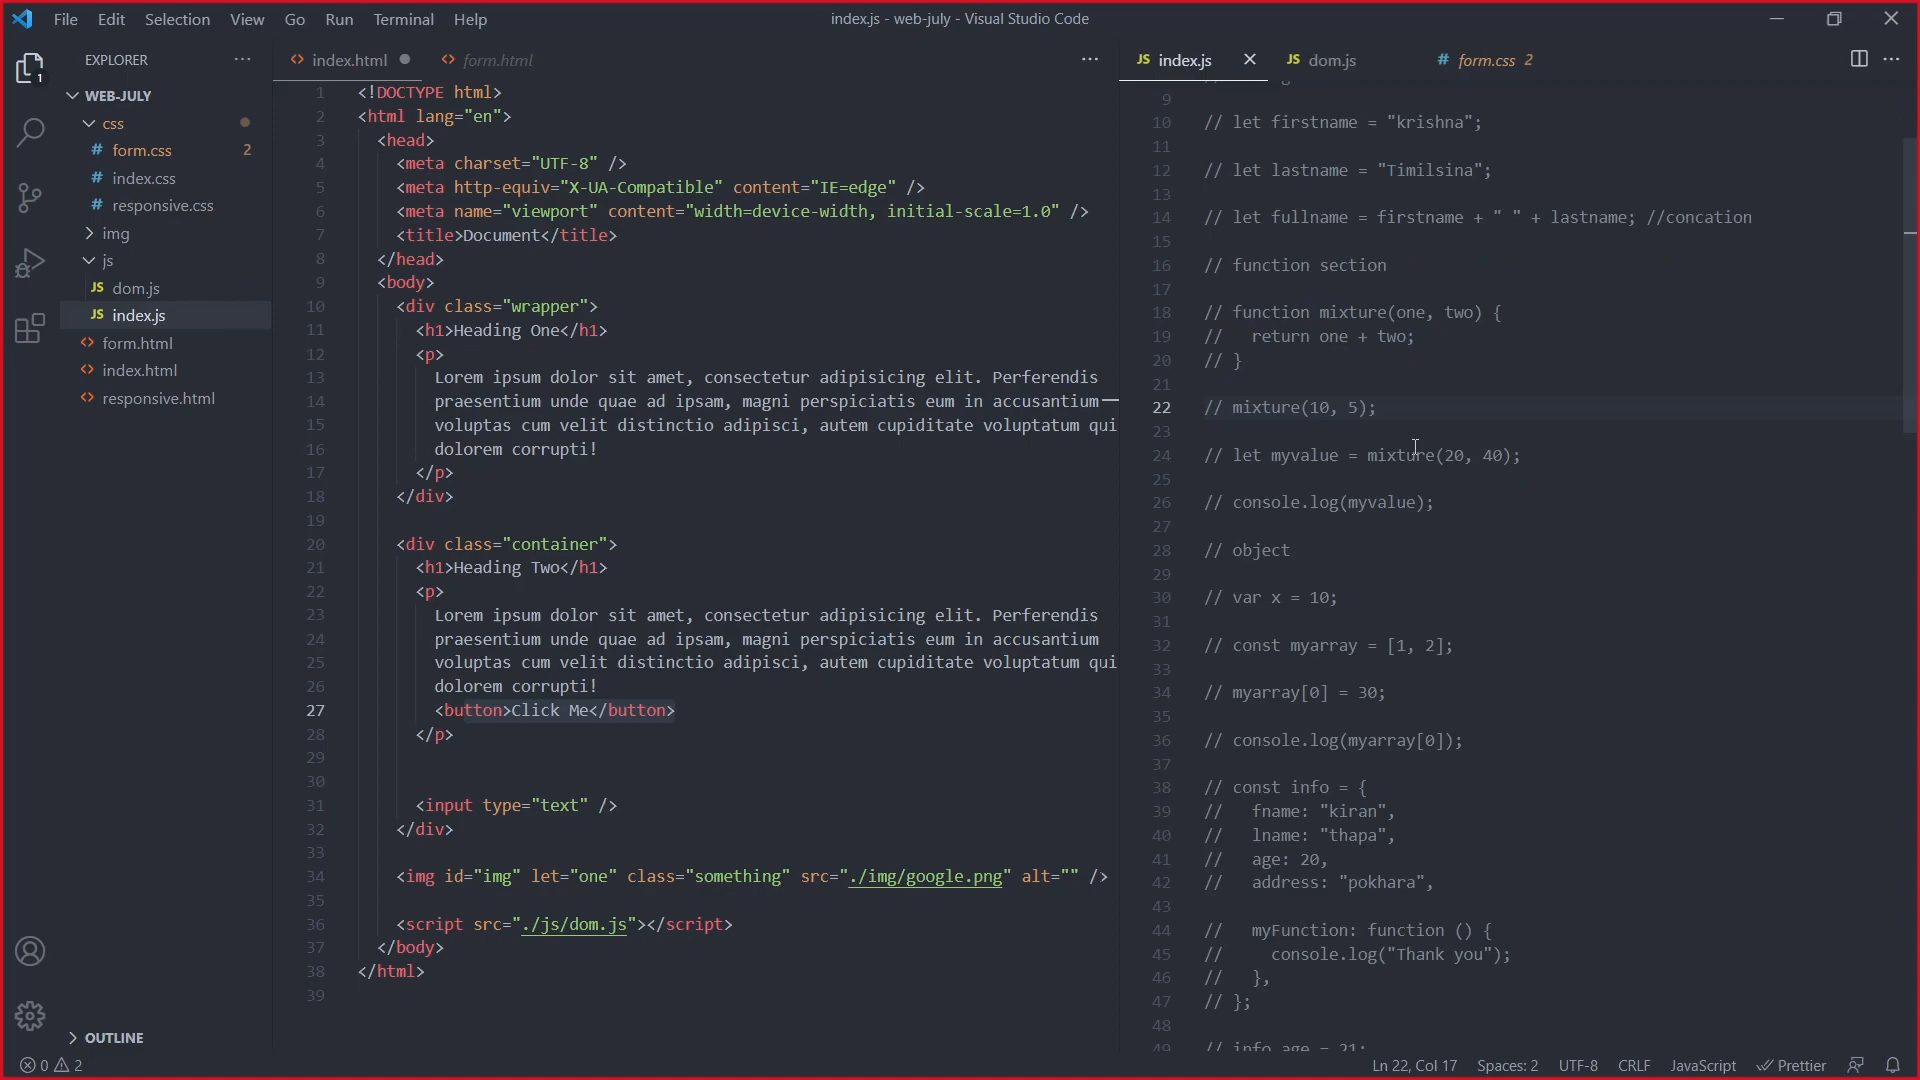 File Edit Selection View Go Run Terminal Help
index.js - web-july - Visual Studio Code
1
EXPLORER
WEB-JULY
css
# form.css 2
# index.css
# responsive.css
img
js
JS dom.js
JS index.js
<> form.html
<> index.html
<> responsive.html
OUTLINE
<> index.html
<> form.html
1 <!DOCTYPE html>
2 <html lang="en">
3 <head>
4 <meta charset="UTF-8" />
5 <meta http-equiv="X-UA-Compatible" content="IE=edge" />
6 <meta name="viewport" content="width=device-width, initial-scale=1.0" />
7 <title>Document</title>
8 </head>
9 <body>
10 <div class="wrapper">
11 <h1>Heading One</h1>
12 <p>
13 Lorem ipsum dolor sit amet, consectetur adipisicing elit. Perferendis
14 praesentium unde quae ad ipsam, magni perspiciatis eum in accusantium
15 voluptas cum velit distinctio adipisci, autem cupiditate voluptatum qui
16 dolorem corrupti!
17 </p>
18 </div>
19
20 <div class="container">
21 <h1>Heading Two</h1>
22 <p>
23 Lorem ipsum dolor sit amet, consectetur adipisicing elit. Perferendis
24 praesentium unde quae ad ipsam, magni perspiciatis eum in accusantium
25 voluptas cum velit distinctio adipisci, autem cupiditate voluptatum qui
26 dolorem corrupti!
27 <button>Click Me</button>
28 </p>
29
30
31 <input type="text" />
32 </div>
33
34 <img id="img" let="one" class="something" src="./img/google.png" alt="" />
35
36 <script src="./js/dom.js"></script>
37 </body>
38 </html>
39
JS index.js
JS dom.js
# form.css 2
9
10 // let firstname = "krishna";
11
12 // let lastname = "Timilsina";
13
14 // let fullname = firstname + " " + lastname; //concation
15
16 // function section
17
18 // function mixture(one, two) {
19 // return one + two;
20 // }
21
22 // mixture(10, 5);
23
24 // let myvalue = mixture(20, 40);
25
26 // console.log(myvalue);
27
28 // object
29
30 // var x = 10;
31
32 // const myarray = [1, 2];
33
34 // myarray[0] = 30;
35
36 // console.log(myarray[0]);
37
38 // const info = {
39 // fname: "kiran",
40 // lname: "thapa",
41 // age: 20,
42 // address: "pokhara",
43
44 // myFunction: function () {
45 // console.log("Thank you");
46 // },
47 // };
48
49 // info.age = 21;
0 2
Ln 22, Col 17 Spaces: 2 UTF-8 CRLF JavaScript Prettier